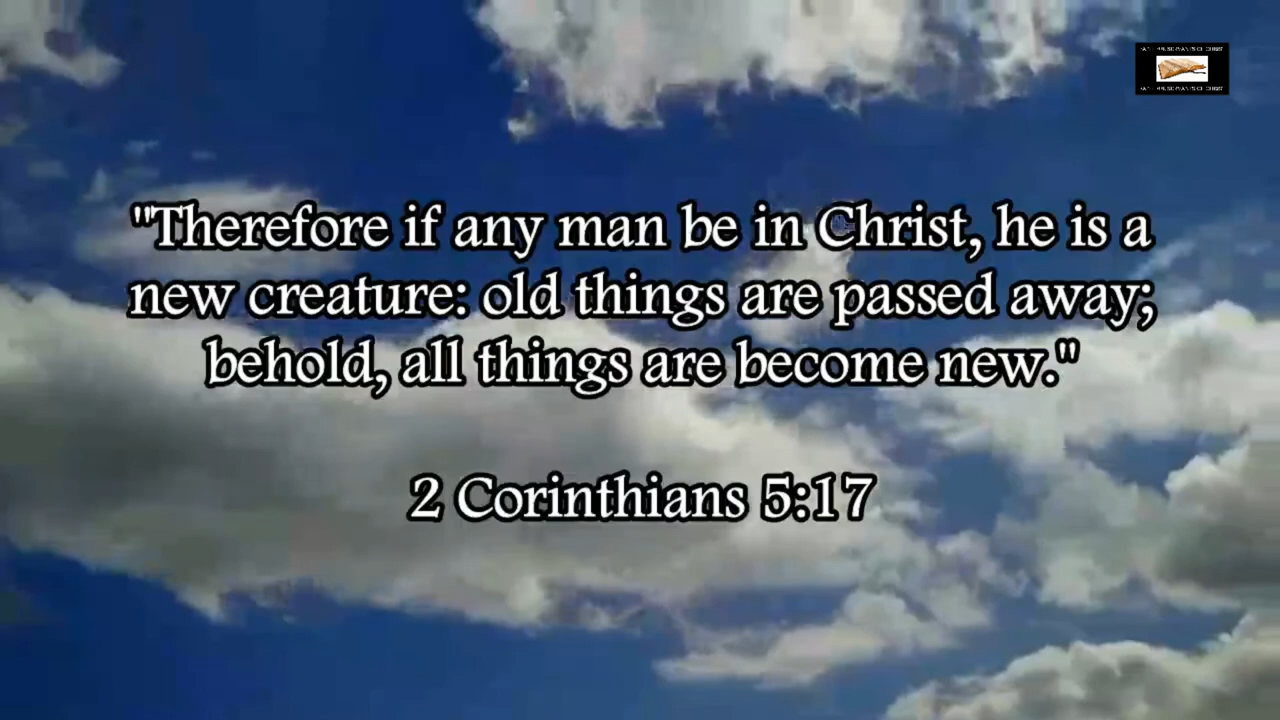 "Therefore if any man be in Christ, he is a
new creature: old things are passed away;
behold, all things are become new."
2 Corinthians 5:17